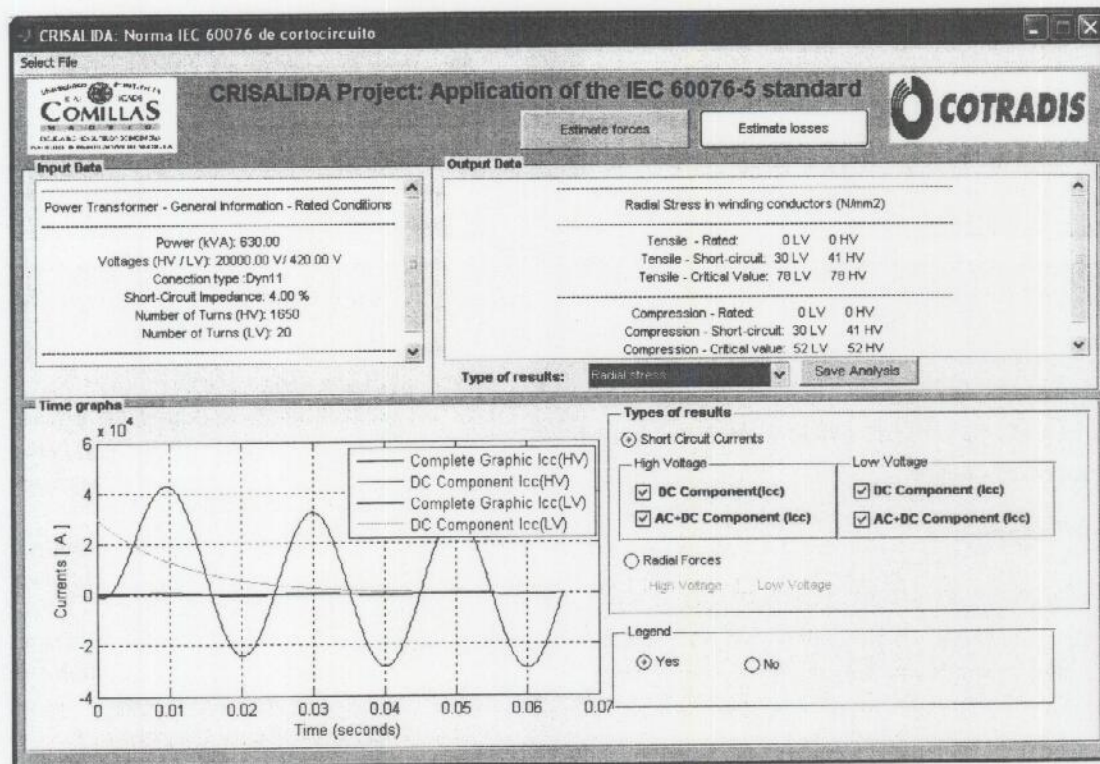 CRISALIDA: Norma IEC 60076 de cortocircuito
Select File
COMILLAS
CRISALIDA Project: Application of the IEC 60076-5 standard
COTRADIS
Estimate forces
Estimate losses
Input Data
Power Transformer - General Information - Rated Conditions
Power (kVA): 630.00
Voltages (HV / LV): 20000.00 V/ 420.00 V
Conection type :Dyn11
Short-Circuit Impedance: 4.00 %
Number of Turns (HV): 1650
Number of Turns (LV): 20
Output Data
Radial Stress in winding conductors (N/mm2)
Tensile - Rated: 0 LV 0 HV
Tensile - Short-circuit: 30 LV 41 HV
Tensile - Critical Value: 78 LV 78 HV
Compression - Rated: 0 LV 0 HV
Compression - Short-circuit: 30 LV 41 HV
Compression - Critical value: 52 LV 52 HV
Type of results:
Radial stress
Save Analysis
Time graphs
x 10^4
6
4
2
0
-2
-4
Currents [ A ]
0 0.01 0.02 0.03 0.04 0.05 0.06 0.07
Time (seconds)
Complete Graphic Icc(HV)
DC Component Icc(HV)
Complete Graphic Icc(LV)
DC Component Icc(LV)
Types of results
Short Circuit Currents
High Voltage
DC Component(Icc)
AC+DC Component (Icc)
Low Voltage
DC Component (Icc)
AC+DC Component (Icc)
Radial Forces
High Voltage Low Voltage
Legend
Yes No